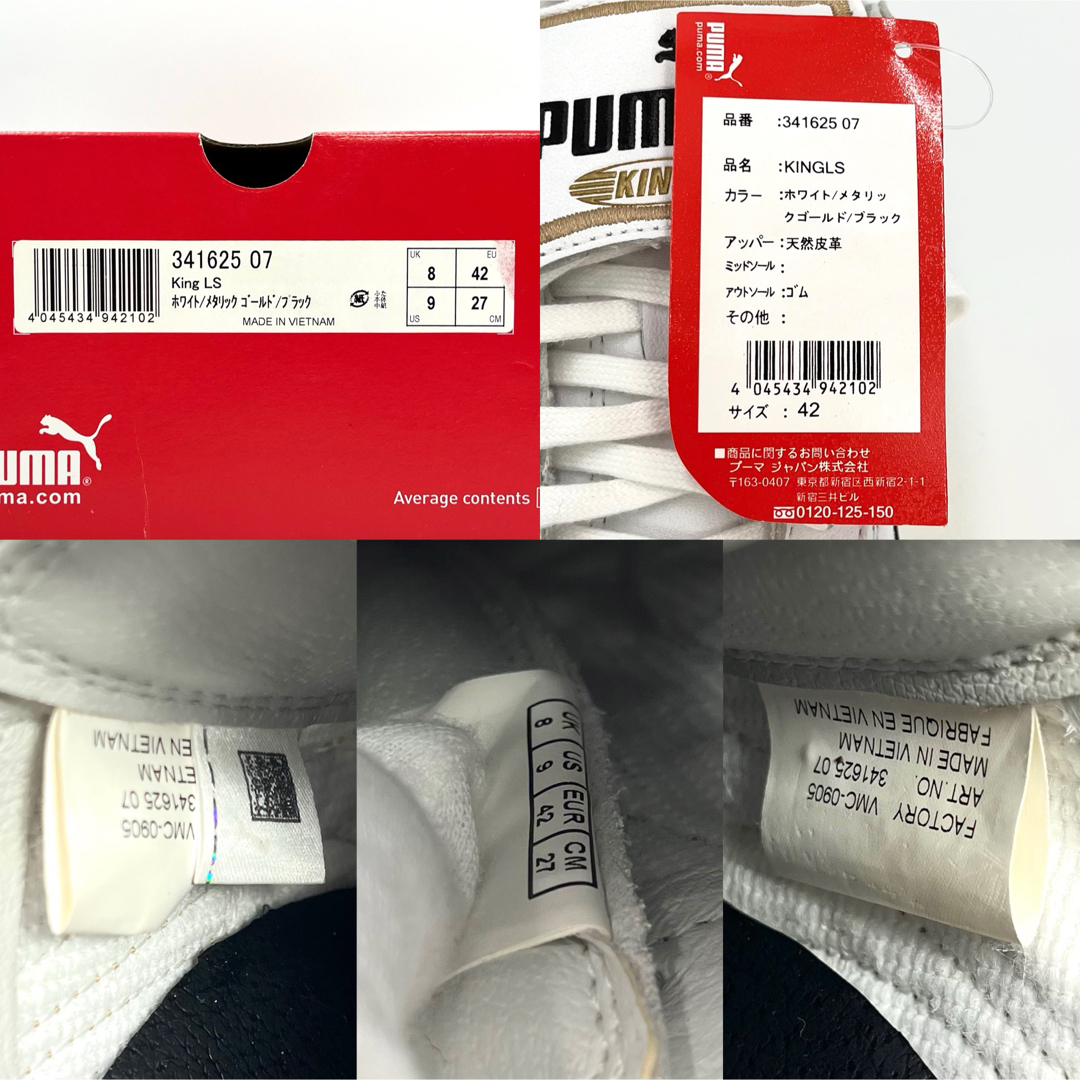 341625 07
King LS
ホワイト/メタリック ゴールド/ブラック
MADE IN VIETNAM
4 045434 942102
紙
ふた
本体
中紙
UK 8 EU 42
9 27
US CM
PUMA®
ma.com
Average contents
PUMA®
puma.com
品番 :341625 07
品名 :KINGLS
カラー :ホワイト/メタリッ
クゴールド/ブラック
アッパー:天然皮革
ミッドソール:
アウトソール:ゴム
その他 :
4 045434 942102
サイズ : 42
■商品に関するお問い合わせ
プーマ ジャパン株式会社
〒163-0407 東京都新宿区西新宿2-1-1
新宿三井ビル
0120-125-150
PUM
KIN
VMC-0905
341625 07
ETNAM
EN VIETNAM
UK US EUR CM
8 9 42 27
FACTORY VMC-0905
ART.NO. 341625 07
MADE IN VIETNAM
FABRIQUE EN VIETNAM